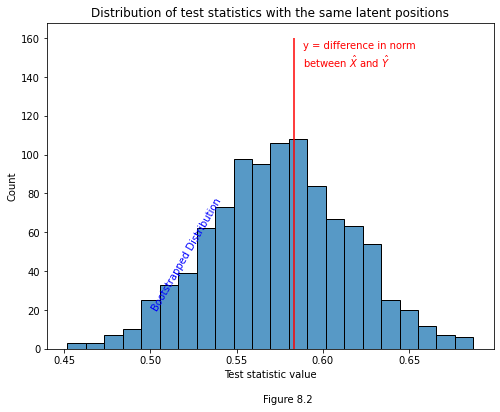 Distribution of test statistics with the same latent positions
160
140
120
100
80
60
40
20
0
Count
y = difference in norm
between X̂ and Ŷ
Bootstrapped Distribution
0.45
0.50
0.55
0.60
0.65
Test statistic value
Figure 8.2